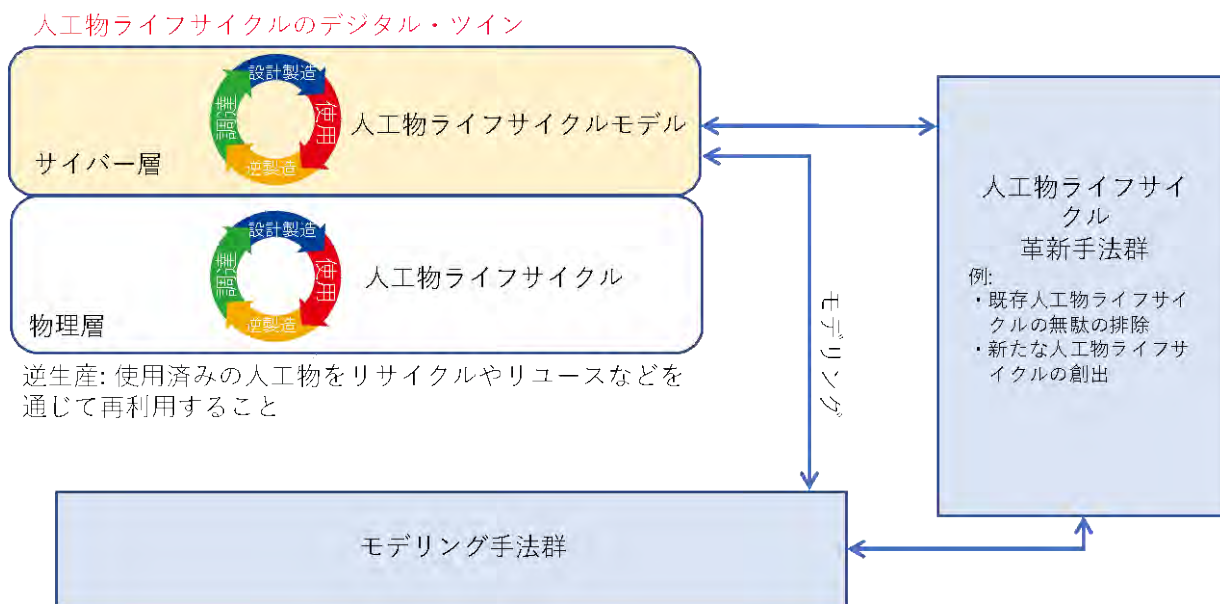 人工物ライフサイクルのデジタル・ツイン
設計製造
使用
逆製造
調達
人工物ライフサイクルモデル
サイバー層
設計製造
使用
逆製造
調達
人工物ライフサイクル
物理層
逆生産: 使用済みの人工物をリサイクルやリユースなどを
通じて再利用すること
モデリング
人工物ライフサイ
クル
革新手法群
例:
・既存人工物ライフサイ
クルの無駄の排除
・新たな人工物ライフサ
イクルの創出
モデリング手法群